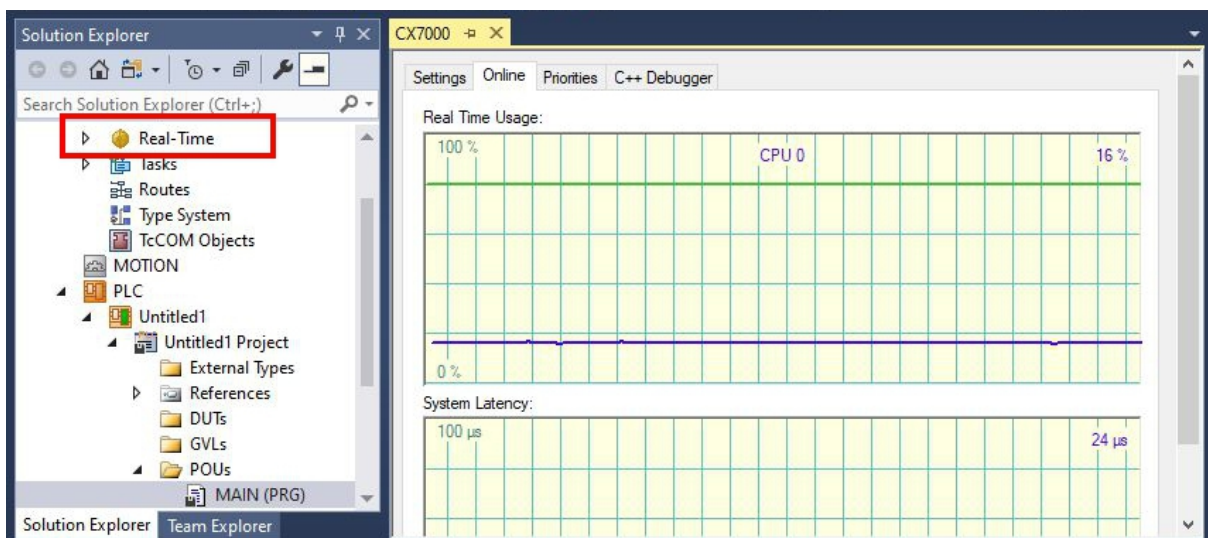 Solution Explorer
Search Solution Explorer (Ctrl+;)
Real-Time
Tasks
Routes
Type System
TcCOM Objects
MOTION
PLC
Untitled1
Untitled1 Project
External Types
References
DUTs
GVLs
POUs
MAIN (PRG)
Solution Explorer Team Explorer
CX7000
Settings Online Priorities C++ Debugger
Real Time Usage:
100 % CPU 0 16 %
0 %
System Latency:
100 µs 24 µs